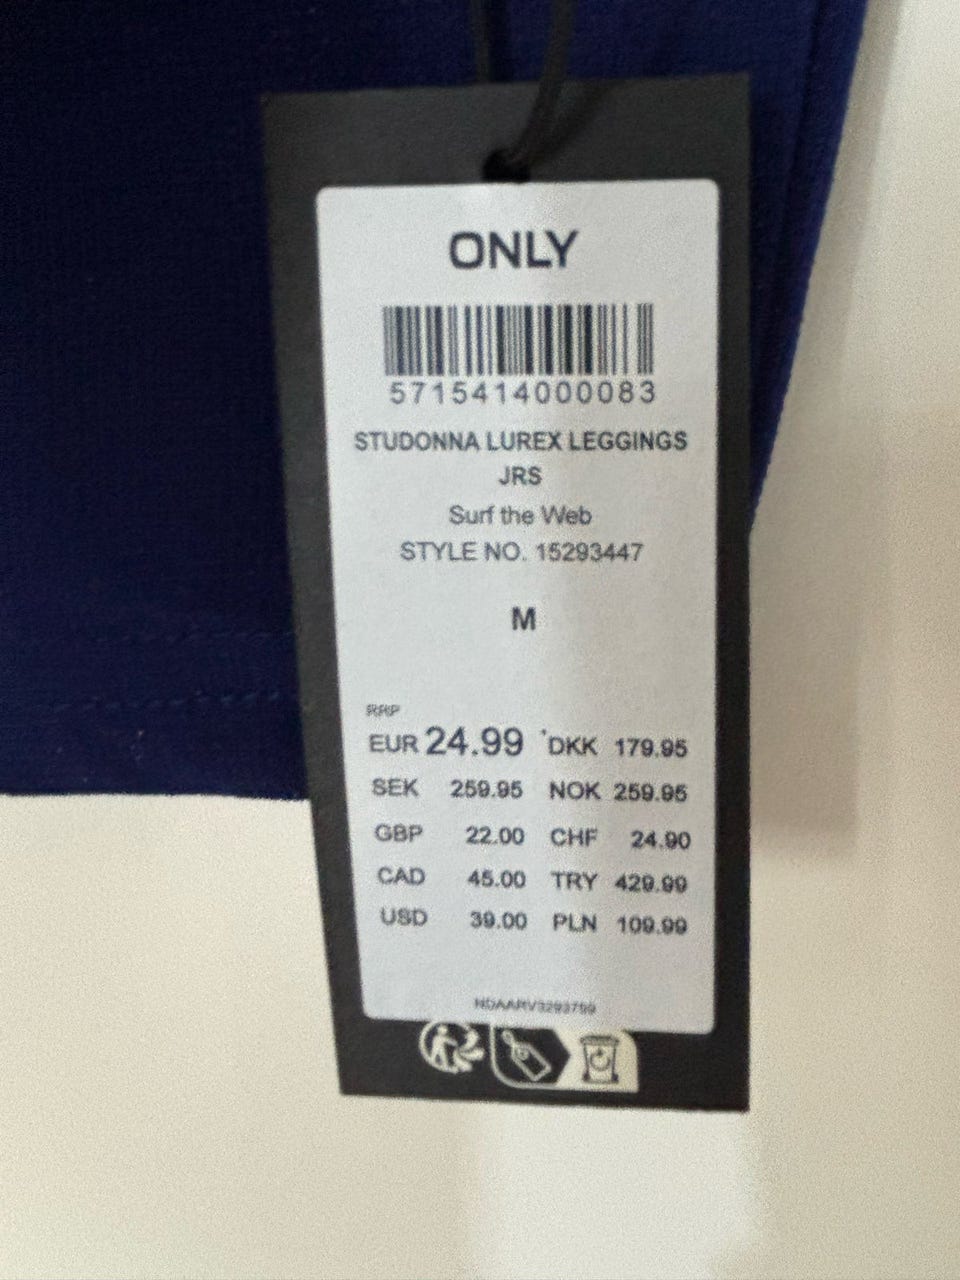 ONLY
5715414000083
STUDONNA LUREX LEGGINGS
JRS
Surf the Web
STYLE NO. 15293447
M
RRP
EUR 24.99 *DKK 179.95
SEK 259.95 NOK 259.95
GBP 22.00 CHF 24.90
CAD 45.00 TRY 429.99
USD 39.00 PLN 109.99